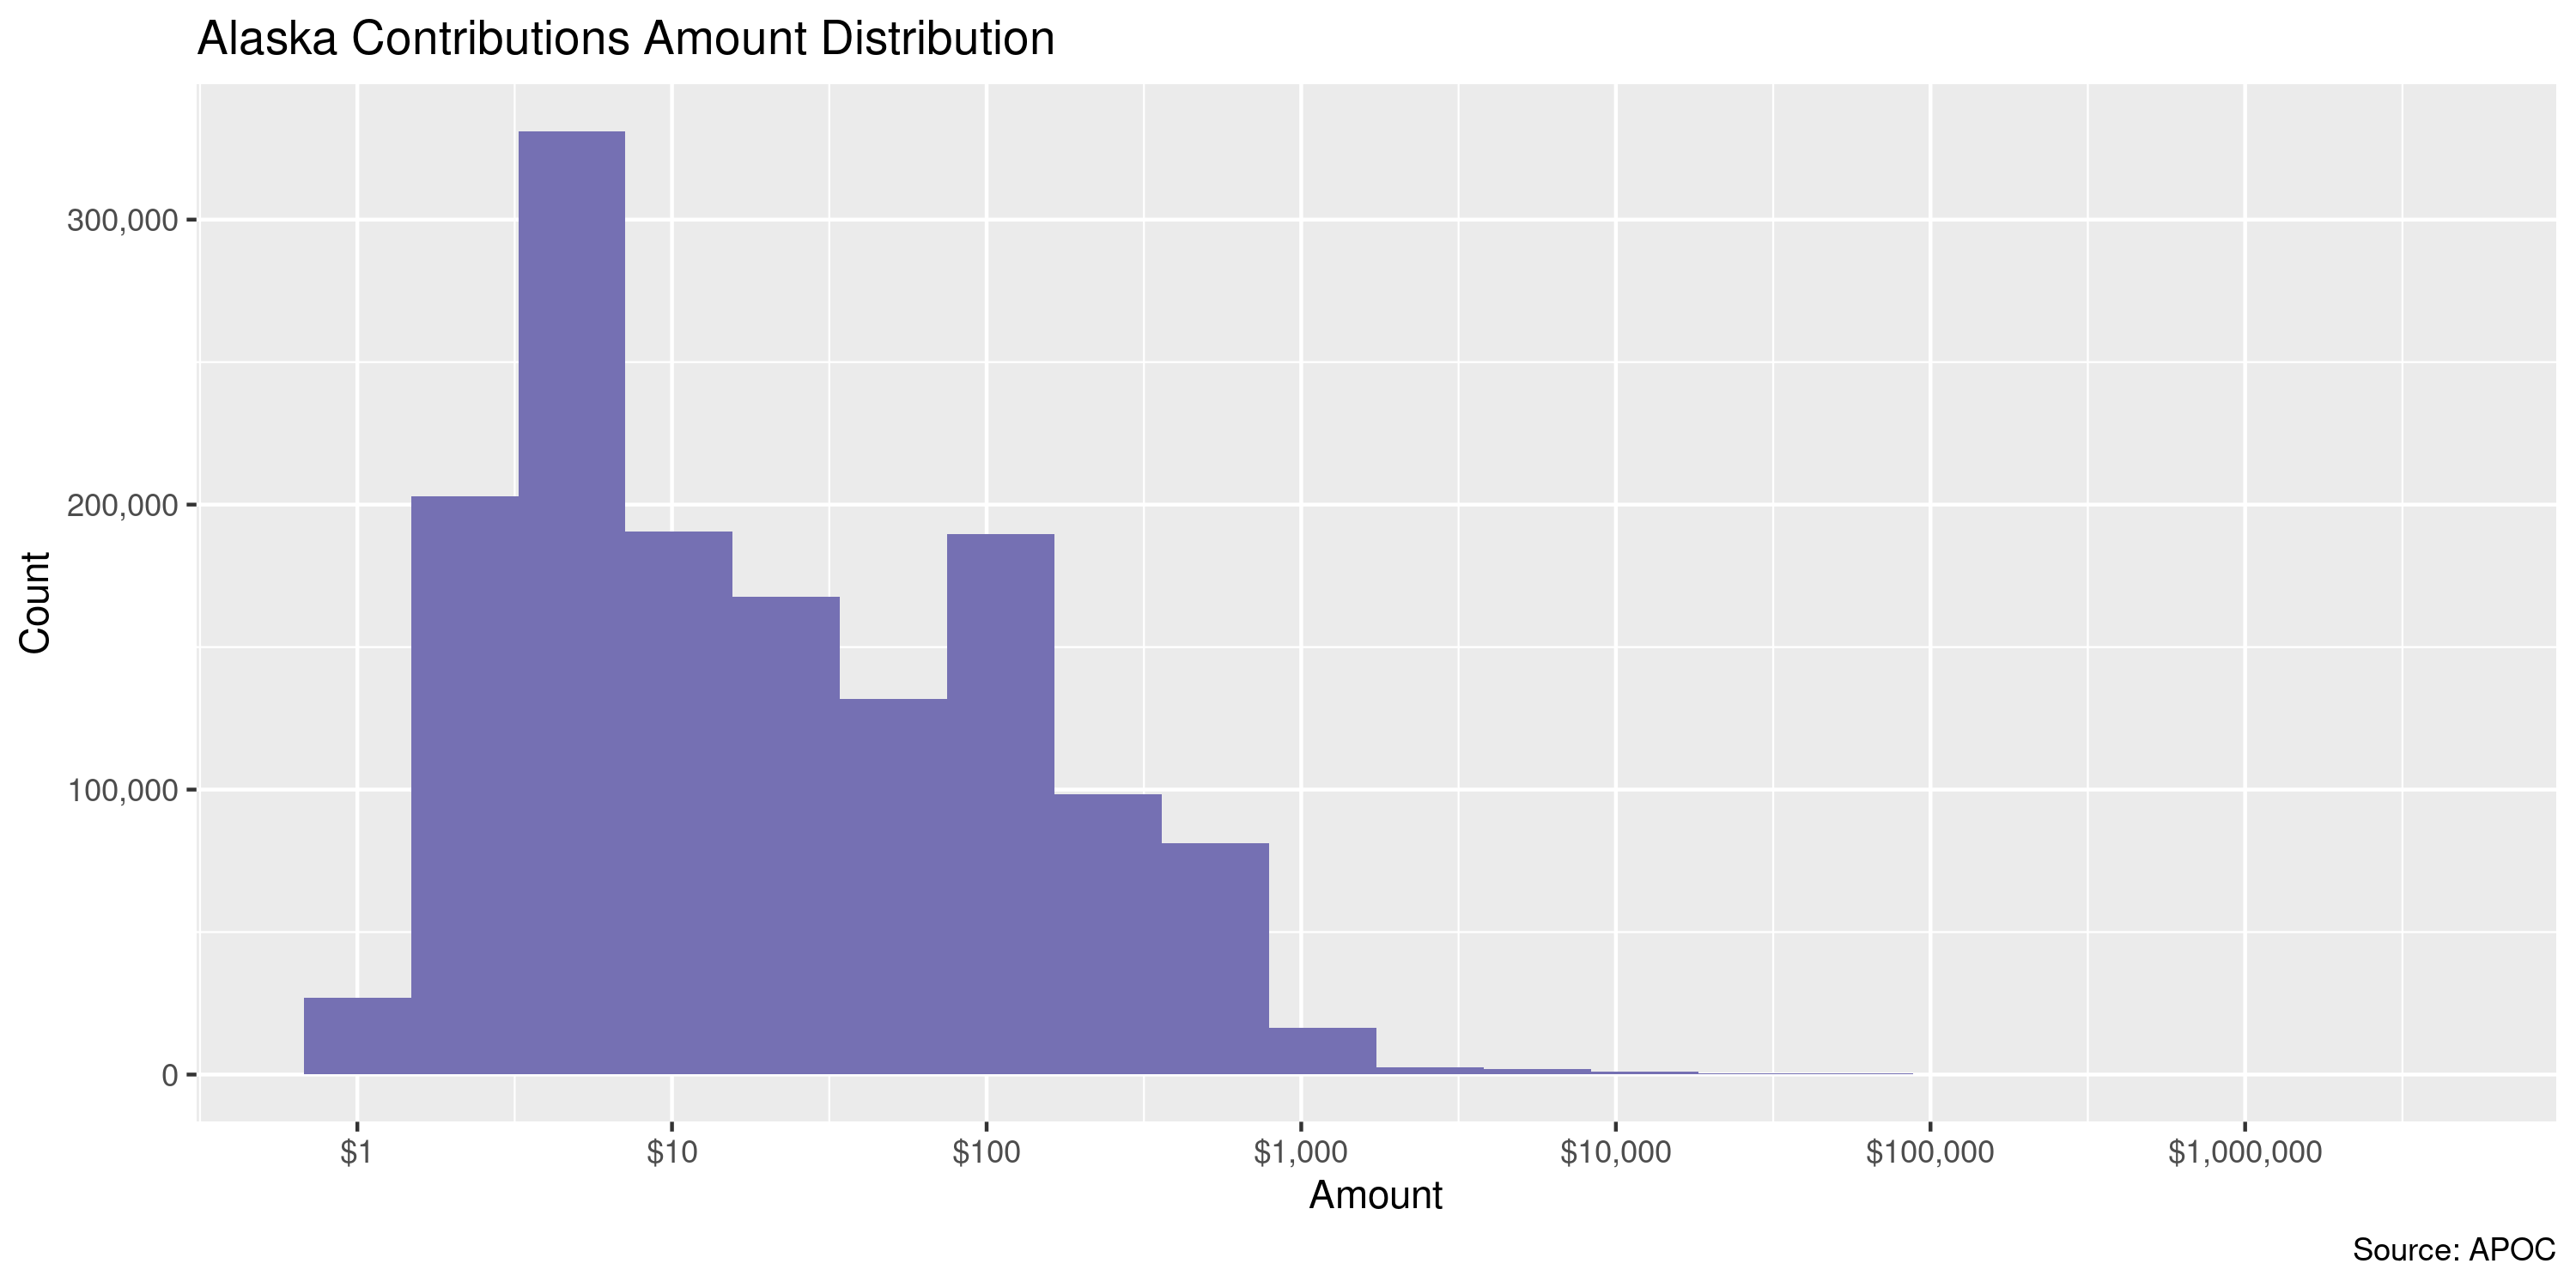 Alaska Contributions Amount Distribution
Count
300,000
200,000
100,000
0
$1 $10 $100 $1,000 $10,000 $100,000 $1,000,000
Amount
Source: APOC